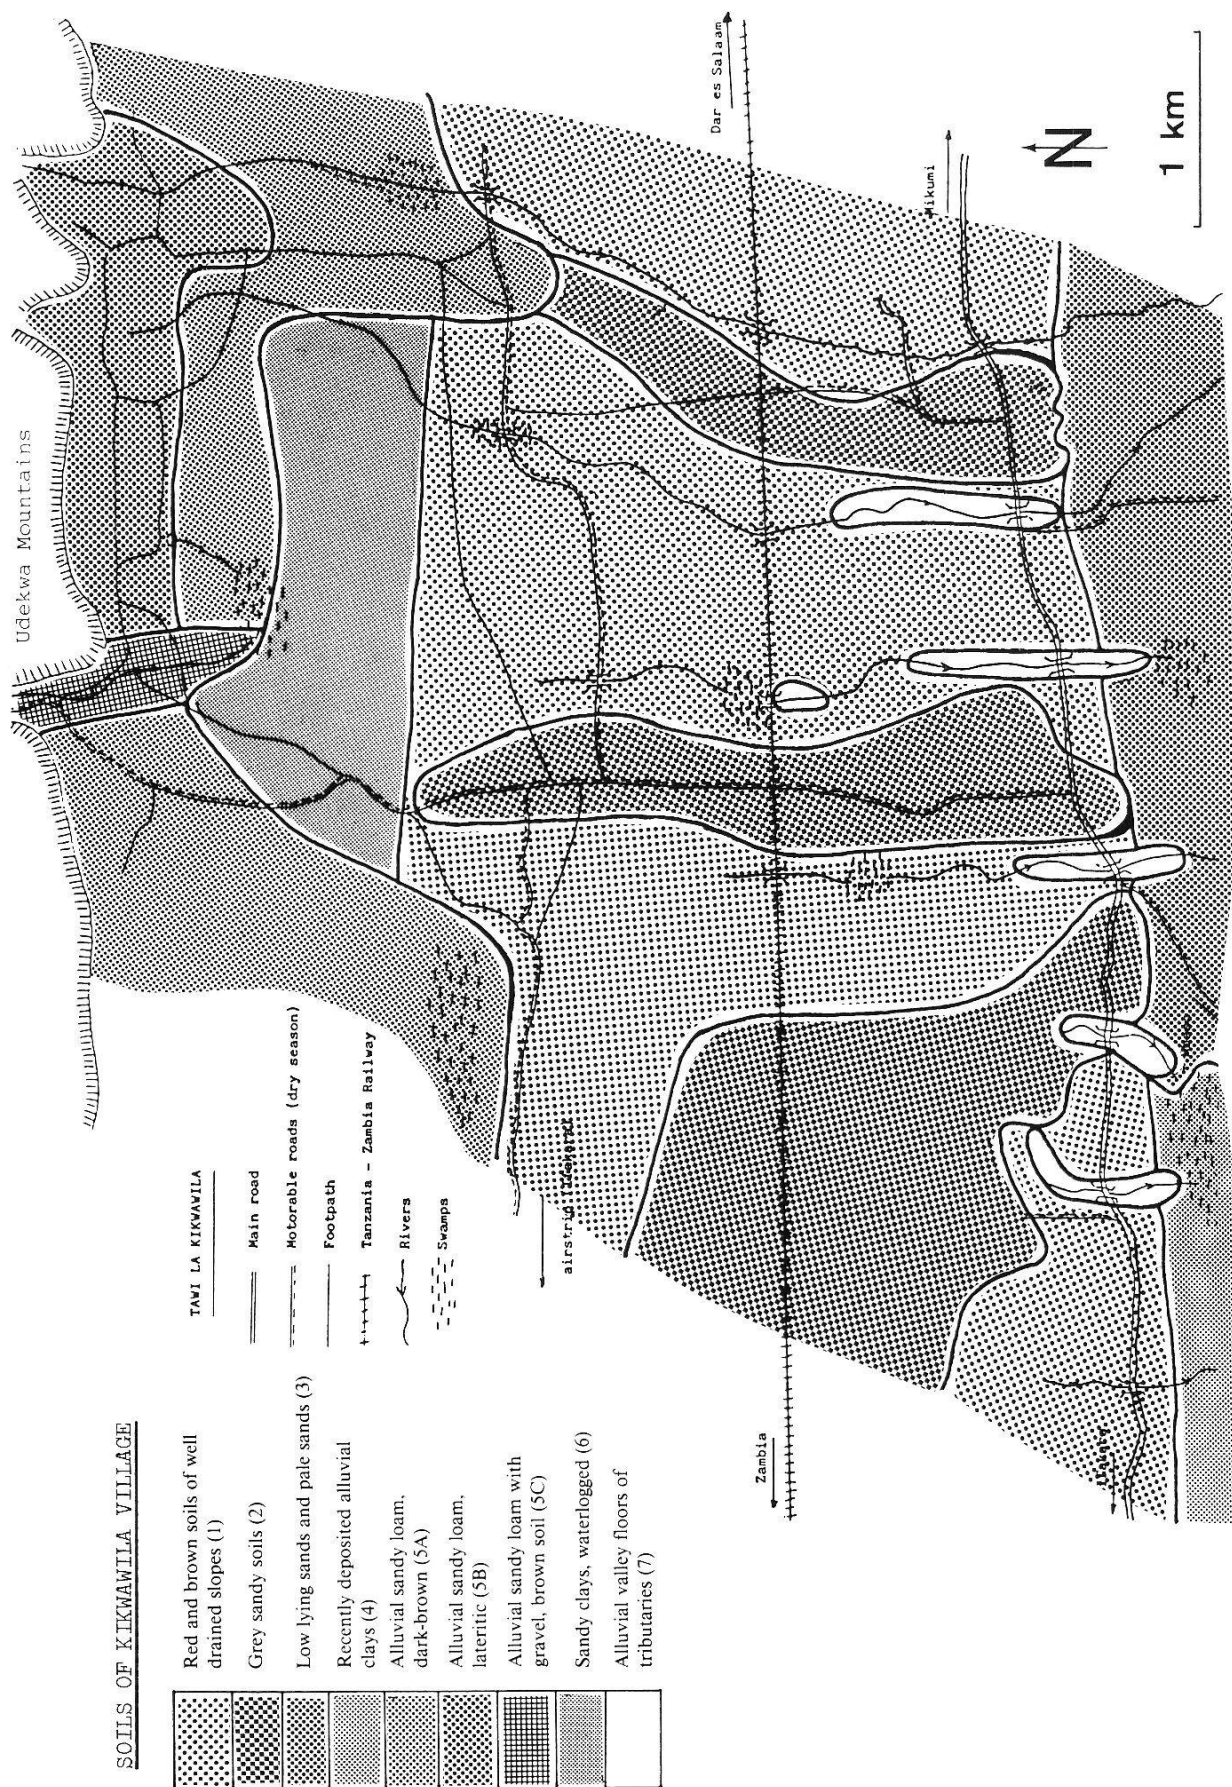 SOILS OF KIKWAWILA VILLAGE
Red and brown soils of well
drained slopes (1)
Grey sandy soils (2)
Low lying sands and pale sands (3)
Recently deposited alluvial
clays (4)
Alluvial sandy loam,
dark-brown (5A)
Alluvial sandy loam,
lateritic (5B)
Alluvial sandy loam with
gravel, brown soil (5C)
Sandy clays, waterlogged (6)
Alluvial valley floors of
tributaries (7)
TAWI LA KIKWAWILA
Main road
Motorable roads (dry season)
Footpath
Tanzania - Zambia Railway
Rivers
Swamps
Udekwa Mountains
airstrip
Zambia
Dar es Salaam
Mikumi
N
1 km